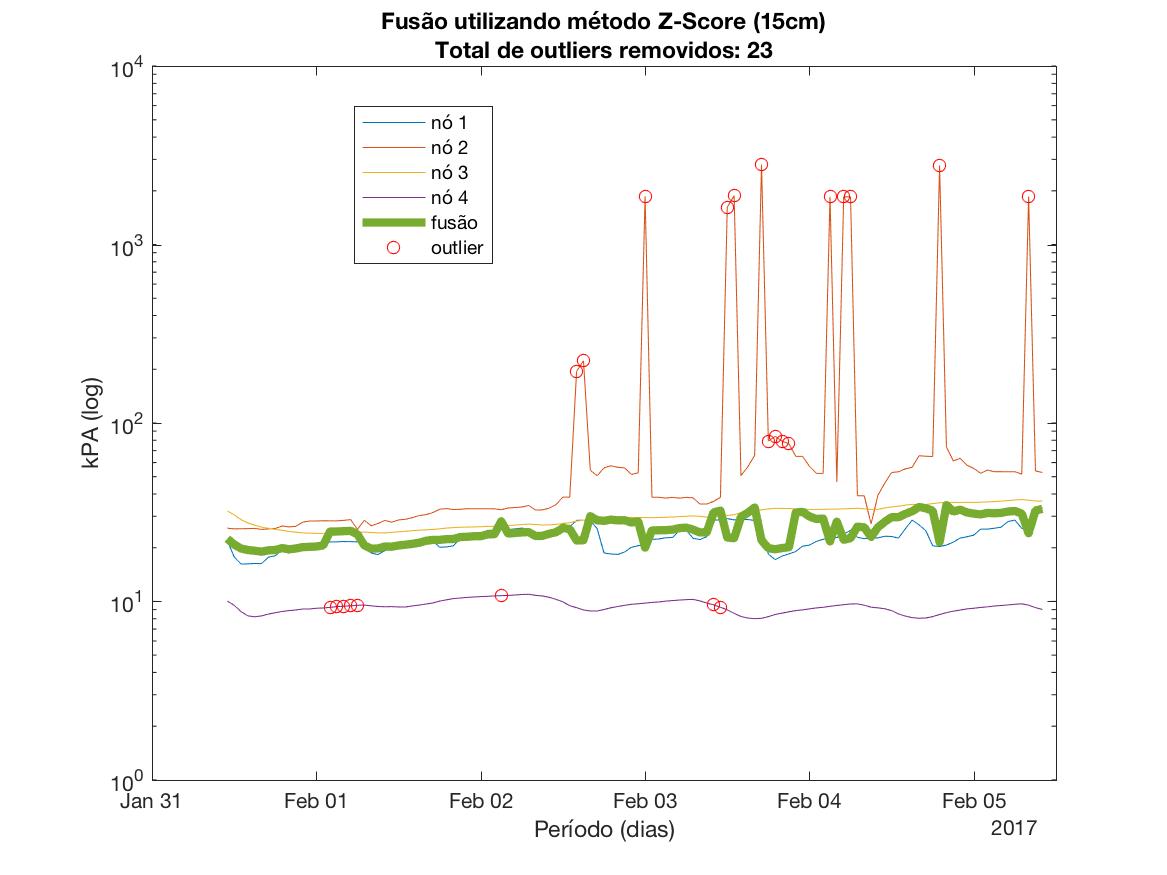 Fusão utilizando método Z-Score (15cm)
Total de outliers removidos: 23
10^4
10^3
10^2
10^1
10^0
kPA (log)
nó 1
nó 2
nó 3
nó 4
fusão
outlier
Jan 31 Feb 01 Feb 02 Feb 03 Feb 04 Feb 05
Período (dias)
2017